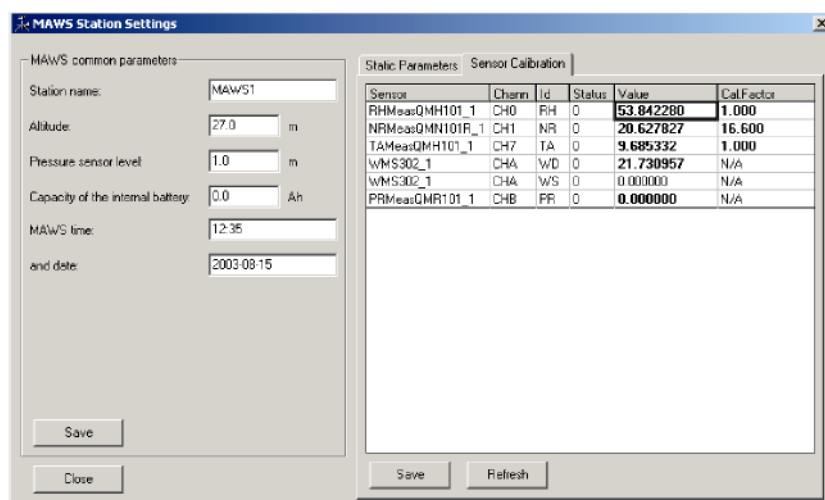 MAWS Station Settings
MAWS common parameters
Station name: MAWS1
Altitude: 27.0 m
Pressure sensor level: 1.0 m
Capacity of the internal battery: 0.0 Ah
MAWS time: 12:35
and date: 2003-08-15
Save
Close
Static Parameters Sensor Calibration
Sensor Chann Id Status Value Cal.Factor
RHMeasQMH101_1 CH0 RH 0 53.842280 1.000
NRMeasQMN101R_1 CH1 NR 0 20.627827 16.600
TAMeasQMH101_1 CH7 TA 0 9.685332 1.000
WMS302_1 CHA WD 0 21.730957 N/A
WMS302_1 CHA WS 0 0.000000 N/A
PRMeasQMR101_1 CHB PR 0 0.000000 N/A
Save Refresh